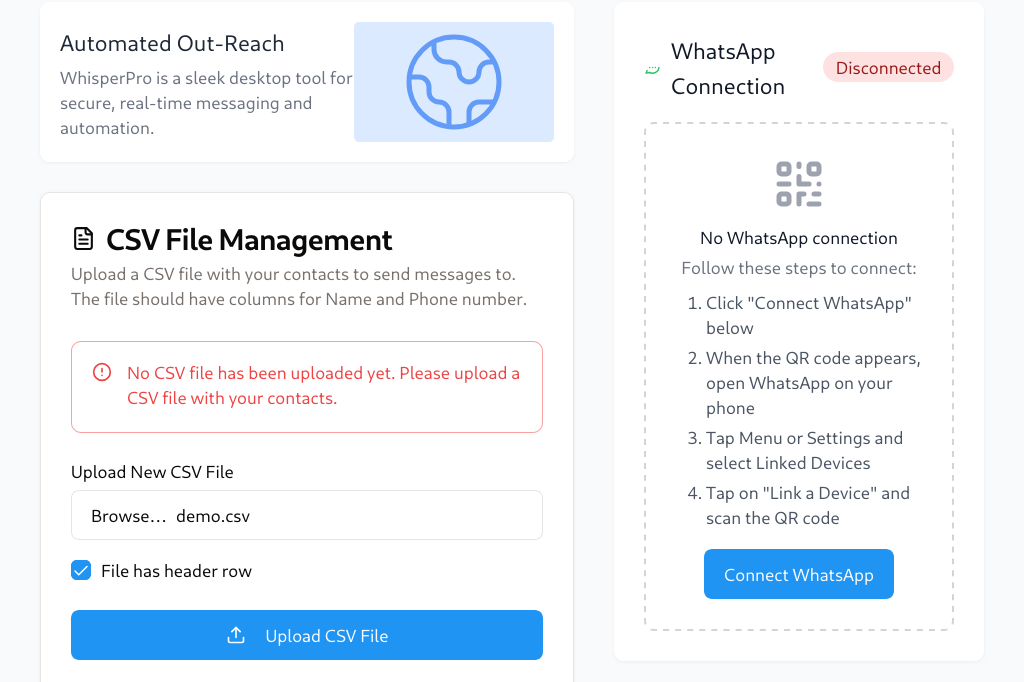 Automated Out-Reach
WhisperPro is a sleek desktop tool for
secure, real-time messaging and
automation.
CSV File Management
Upload a CSV file with your contacts to send messages to.
The file should have columns for Name and Phone number.
No CSV file has been uploaded yet. Please upload a
CSV file with your contacts.
Upload New CSV File
Browse... demo.csv
File has header row
Upload CSV File
WhatsApp
Connection
Disconnected
No WhatsApp connection
Follow these steps to connect:
1. Click "Connect WhatsApp"
below
2. When the QR code appears,
open WhatsApp on your
phone
3. Tap Menu or Settings and
select Linked Devices
4. Tap on "Link a Device" and
scan the QR code
Connect WhatsApp